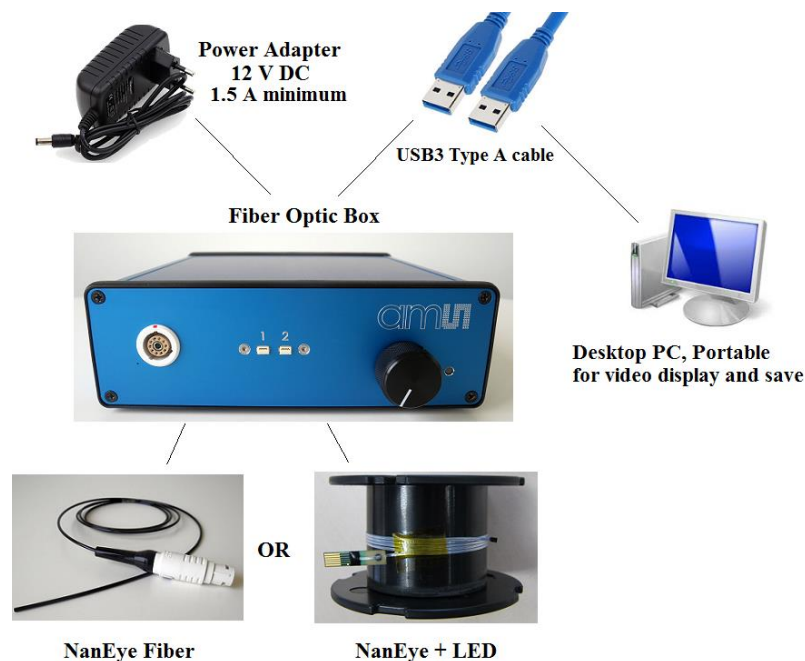 Power Adapter
12 V DC
1.5 A minimum
USB3 Type A cable
Fiber Optic Box
amu
1 2
Desktop PC, Portable
for video display and save
OR
NanEye Fiber
NanEye + LED